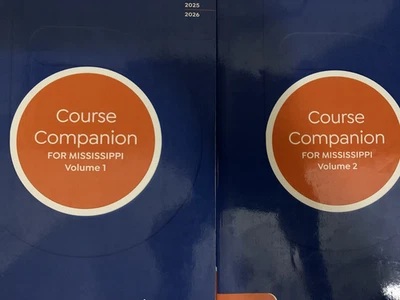 2025
2026
Course
Companion
FOR MISSISSIPPI
Volume 1
Course
Companion
FOR MISSISSIPPI
Volume 2